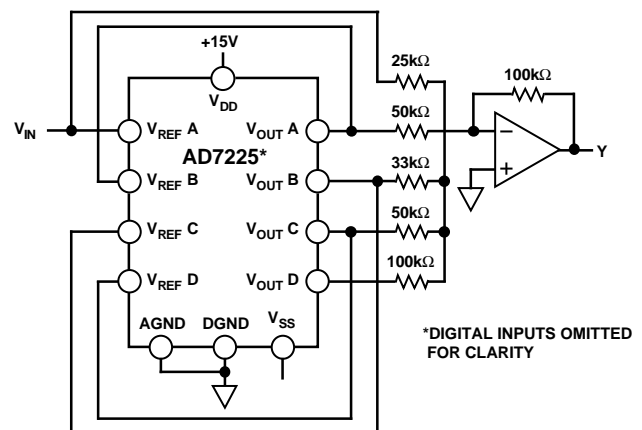 +15V
V_DD
25kΩ
100kΩ
V_IN
V_REF A
V_OUT A
50kΩ
AD7225*
V_REF B
V_OUT B
33kΩ
V_REF C
V_OUT C
50kΩ
V_REF D
V_OUT D
100kΩ
AGND
DGND
V_SS
−
+
Y
*DIGITAL INPUTS OMITTED
FOR CLARITY